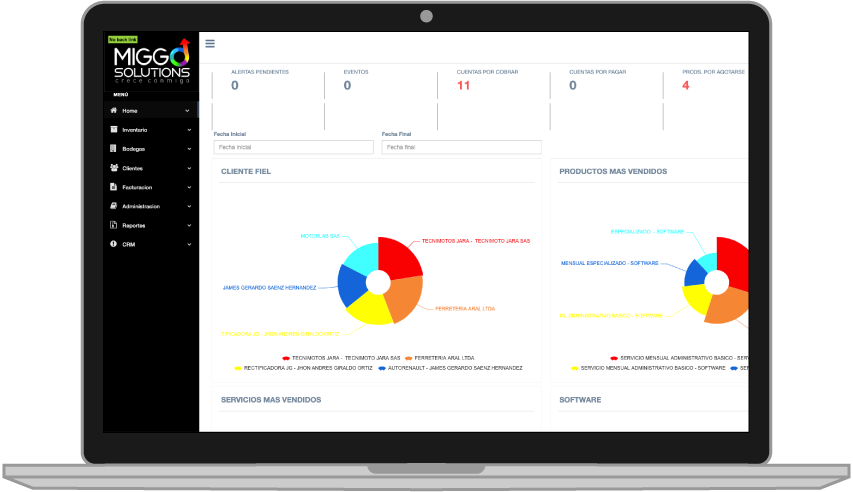 No back link
MIGGO
SOLUTIONS
crece conmigo
MENÚ
Home
Inventario
Bodegas
Clientes
Facturacion
Administracion
Reportes
CRM
ALERTAS PENDIENTES
0
EVENTOS
0
CUENTAS POR COBRAR
11
CUENTAS POR PAGAR
0
PRODS. POR AGOTARSE
4
Fecha Inicial
Fecha Inicial
Fecha Final
Fecha final
CLIENTE FIEL
MOTORLAB SAS
TECNIMOTOS JARA - TECNIMOTO JARA SAS
JAMES GERARDO SAENZ HERNANDEZ
FERRETERIA ARAL LTDA
TECNIMOTOS JARA - TECNIMOTO JARA SAS
FERRETERIA ARAL LTDA
RECTIFICADORA JG - JHON ANDRES GIRALDO ORTIZ
AUTORENAULT - JAMES GERARDO SAENZ HERNANDEZ
PRODUCTOS MAS VENDIDOS
ESPECIALIZADO - SOFTWARE
MENSUAL ESPECIALIZADO - SOFTWARE
SERVICIO MENSUAL ADMINISTRATIVO BASICO - SER
SERVICIO MENSUAL ADMINISTRATIVO BASICO - SOFTWARE
SE
SERVICIOS MAS VENDIDOS
SOFTWARE